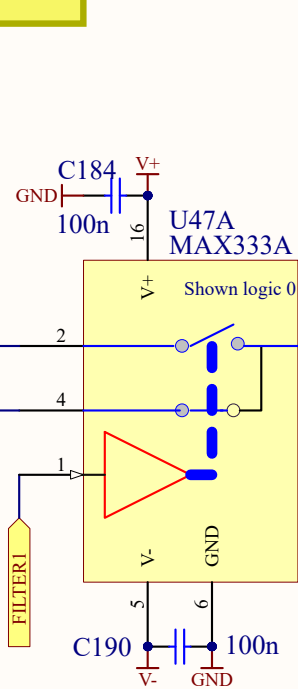 V+
C184
GND
100n
16
U47A
MAX333A
V+
Shown logic 0
2
4
1
FILTER1
V-
GND
5
6
C190
100n
V-
GND